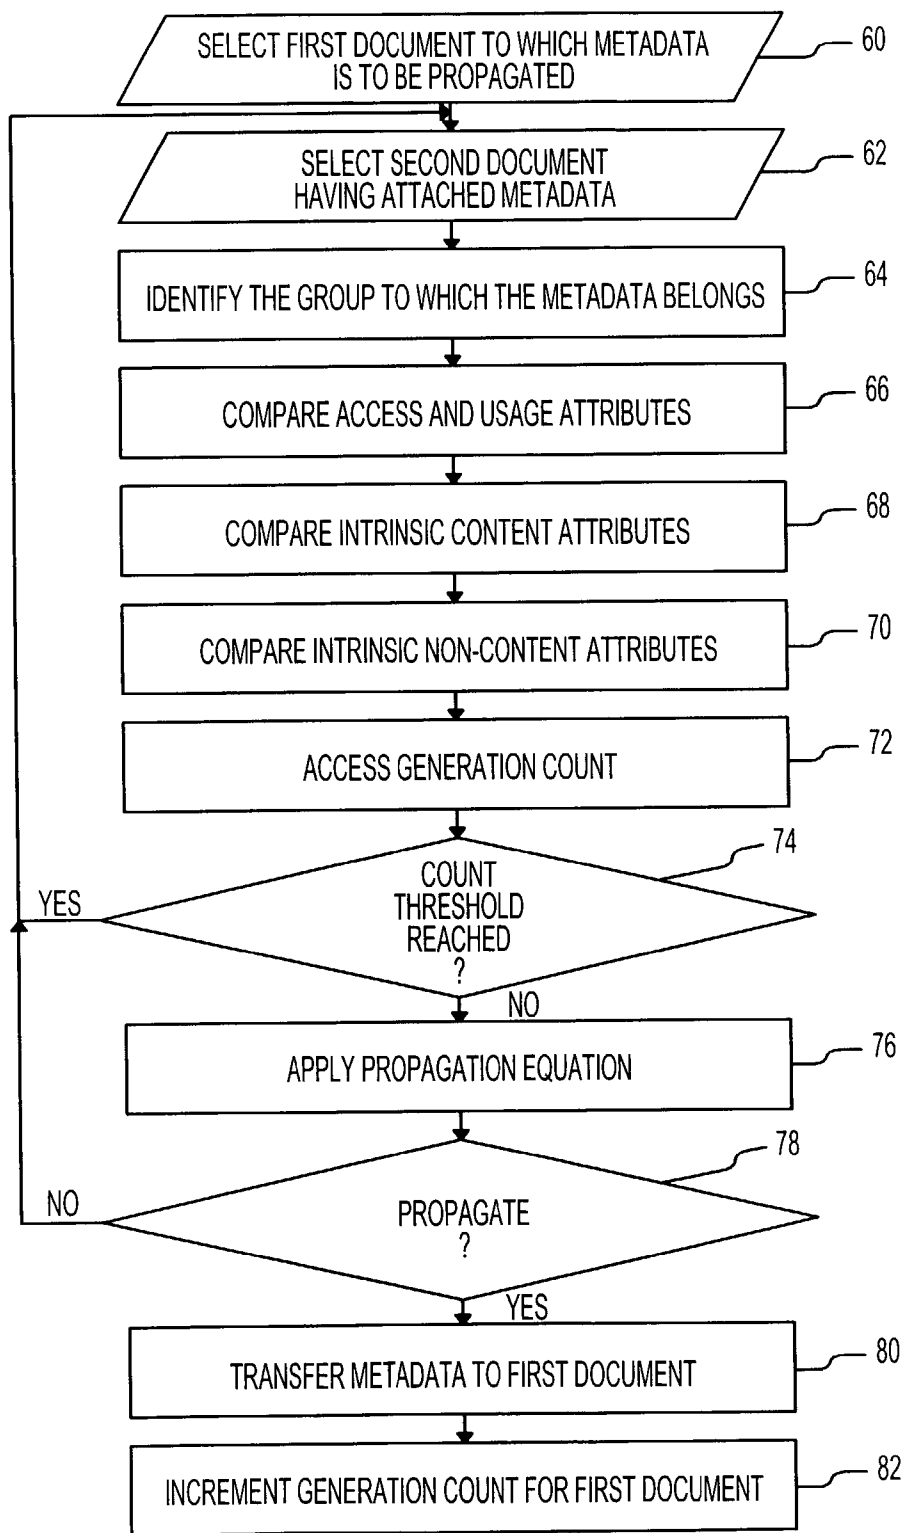 SELECT FIRST DOCUMENT TO WHICH METADATA
IS TO BE PROPAGATED
60
SELECT SECOND DOCUMENT
HAVING ATTACHED METADATA
62
IDENTIFY THE GROUP TO WHICH THE METADATA BELONGS
64
COMPARE ACCESS AND USAGE ATTRIBUTES
66
COMPARE INTRINSIC CONTENT ATTRIBUTES
68
COMPARE INTRINSIC NON-CONTENT ATTRIBUTES
70
ACCESS GENERATION COUNT
72
COUNT
THRESHOLD
REACHED
?
74
YES
NO
APPLY PROPAGATION EQUATION
76
PROPAGATE
?
78
NO
YES
TRANSFER METADATA TO FIRST DOCUMENT
80
INCREMENT GENERATION COUNT FOR FIRST DOCUMENT
82